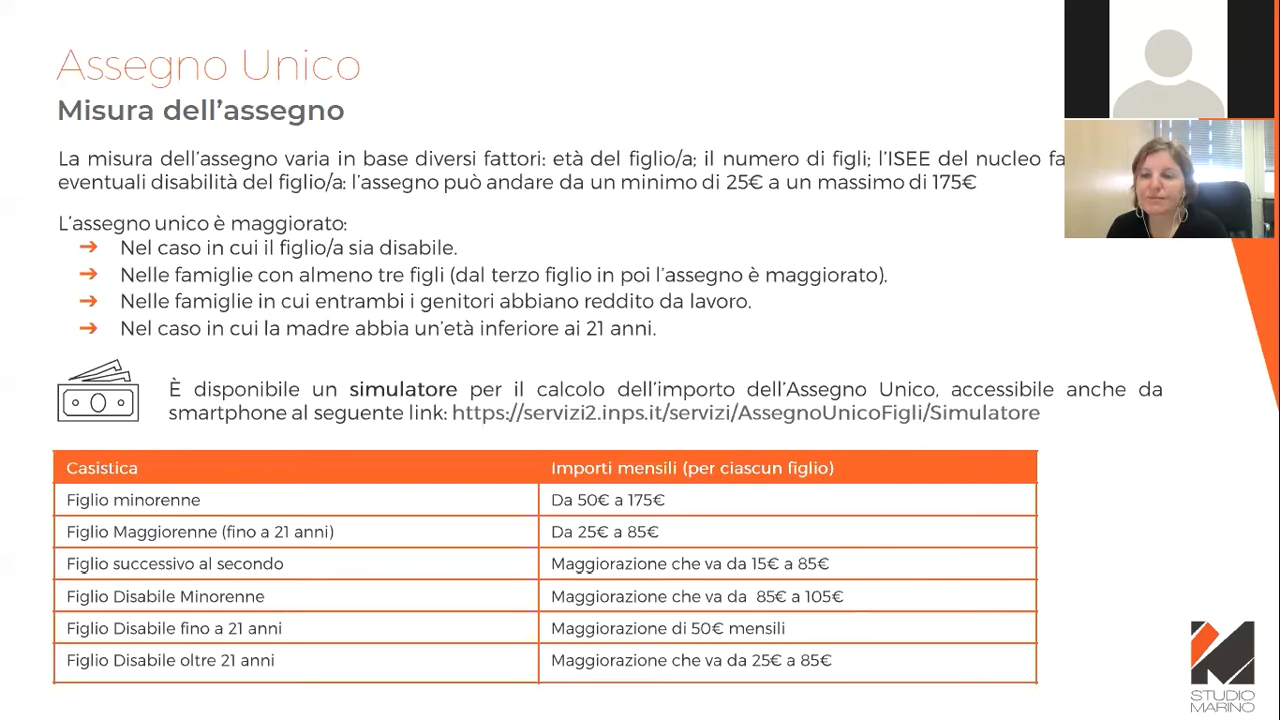 Assegno Unico
Misura dell'assegno
La misura dell'assegno varia in base diversi fattori: età del figlio/a; il numero di figli; l'ISEE del nucleo
eventuali disabilità del figlio/a: l'assegno può andare da un minimo di 25€ a un massimo di 175€
L'assegno unico è maggiorato:
➔ Nel caso in cui il figlio/a sia disabile.
➔ Nelle famiglie con almeno tre figli (dal terzo figlio in poi l'assegno è maggiorato).
➔ Nelle famiglie in cui entrambi i genitori abbiano reddito da lavoro.
➔ Nel caso in cui la madre abbia un'età inferiore ai 21 anni.
È disponibile un simulatore per il calcolo dell'importo dell'Assegno Unico, accessibile anche da
smartphone al seguente link: https://servizi2.inps.it/servizi/AssegnoUnicoFigli/Simulatore
Casistica Importi mensili (per ciascun figlio)
Figlio minorenne Da 50€ a 175€
Figlio Maggiorenne (fino a 21 anni) Da 25€ a 85€
Figlio successivo al secondo Maggiorazione che va da 15€ a 85€
Figlio Disabile Minorenne Maggiorazione che va da 85€ a 105€
Figlio Disabile fino a 21 anni Maggiorazione di 50€ mensili
Figlio Disabile oltre 21 anni Maggiorazione che va da 25€ a 85€
STUDIO
MARINO